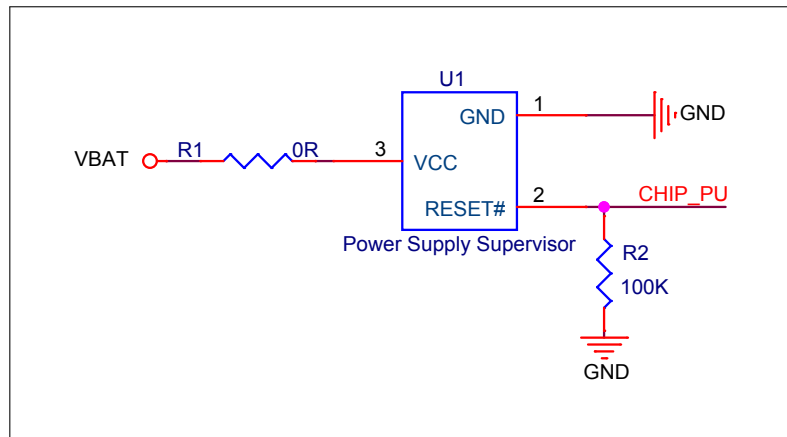 U1
1
GND
GND
VBAT
R1
0R
3
VCC
2
RESET#
CHIP_PU
Power Supply Supervisor
R2
100K
GND